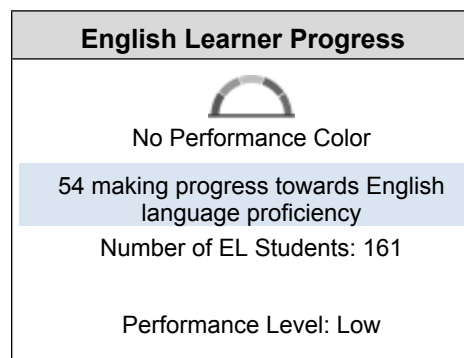 English Learner Progress
No Performance Color
54 making progress towards English
language proficiency
Number of EL Students: 161
Performance Level: Low